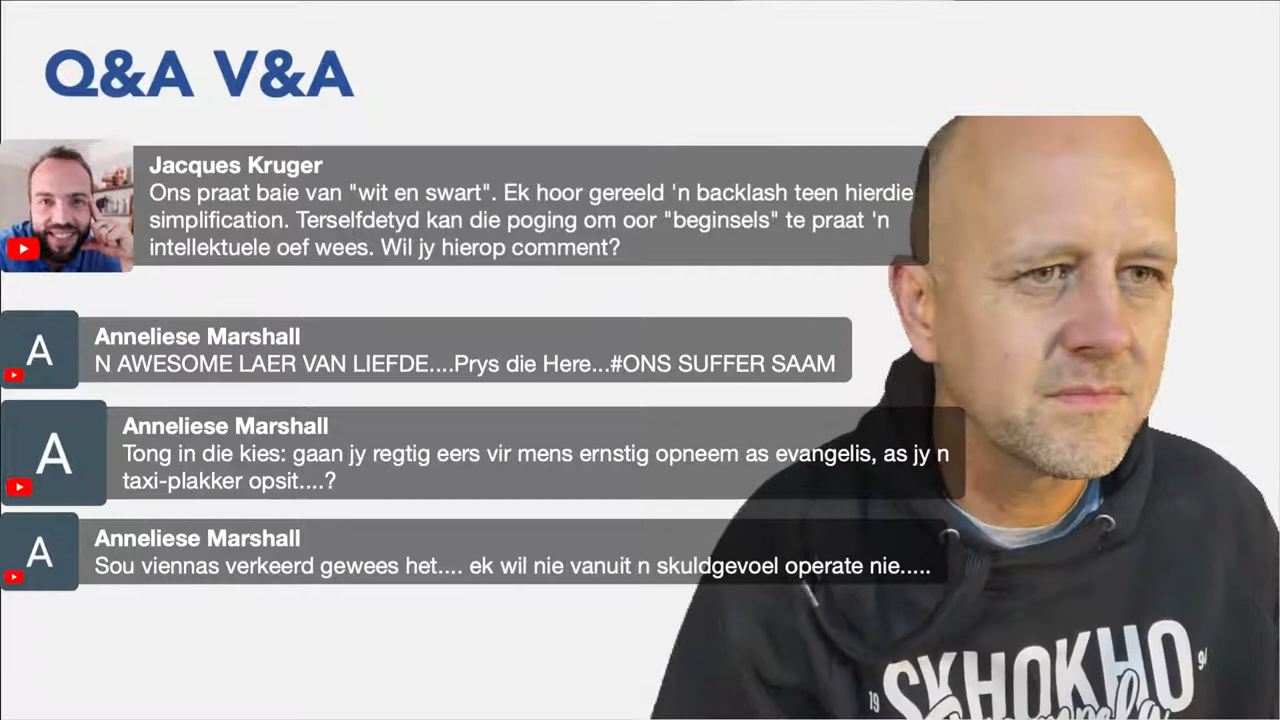 Q&A V&A
Jacques Kruger
Ons praat baie van "wit en swart". Ek hoor gereeld 'n backlash teen hierdie
simplification. Terselfdetyd kan die poging om oor "beginsels" te praat 'n
intellektuele oef wees. Wil jy hierop comment?
A
Anneliese Marshall
N AWESOME LAER VAN LIEFDE....Prys die Here...#ONS SUFFER SAAM
A
Anneliese Marshall
Tong in die kies: gaan jy regtig eers vir mens ernstig opneem as evangelis, as jy n
taxi-plakker opsit....?
A
Anneliese Marshall
Sou viennas verkeerd gewees het.... ek wil nie vanuit n skuldgevoel operate nie.....
19 SKHOKHO